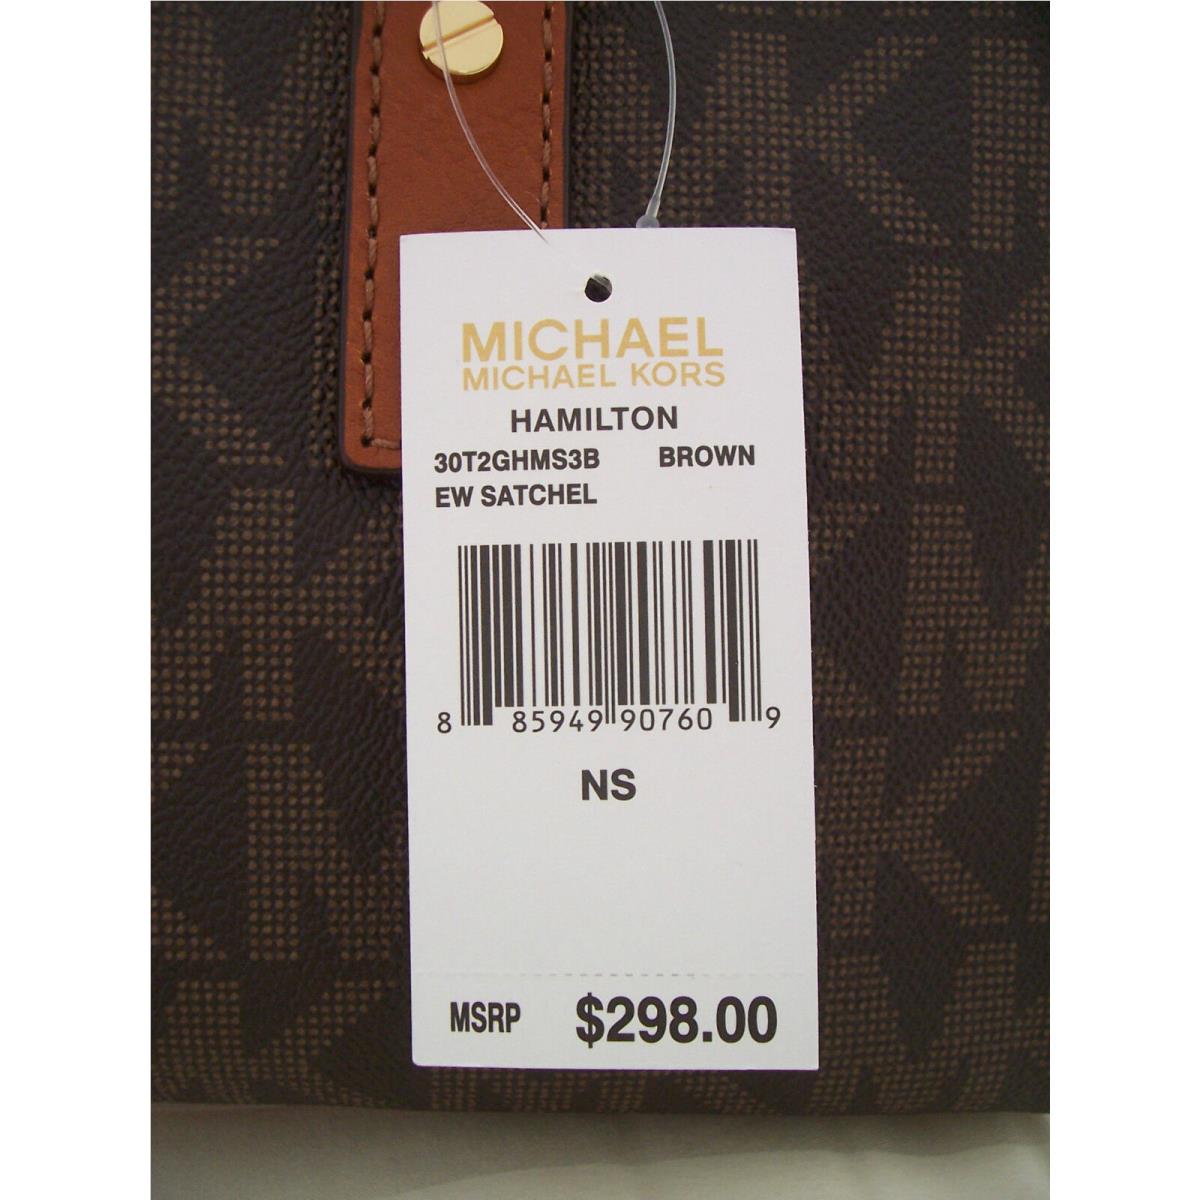 MICHAEL
MICHAEL KORS
HAMILTON
30T2GHMS3B BROWN
EW SATCHEL
8 85949 90760 9
NS
MSRP $298.00